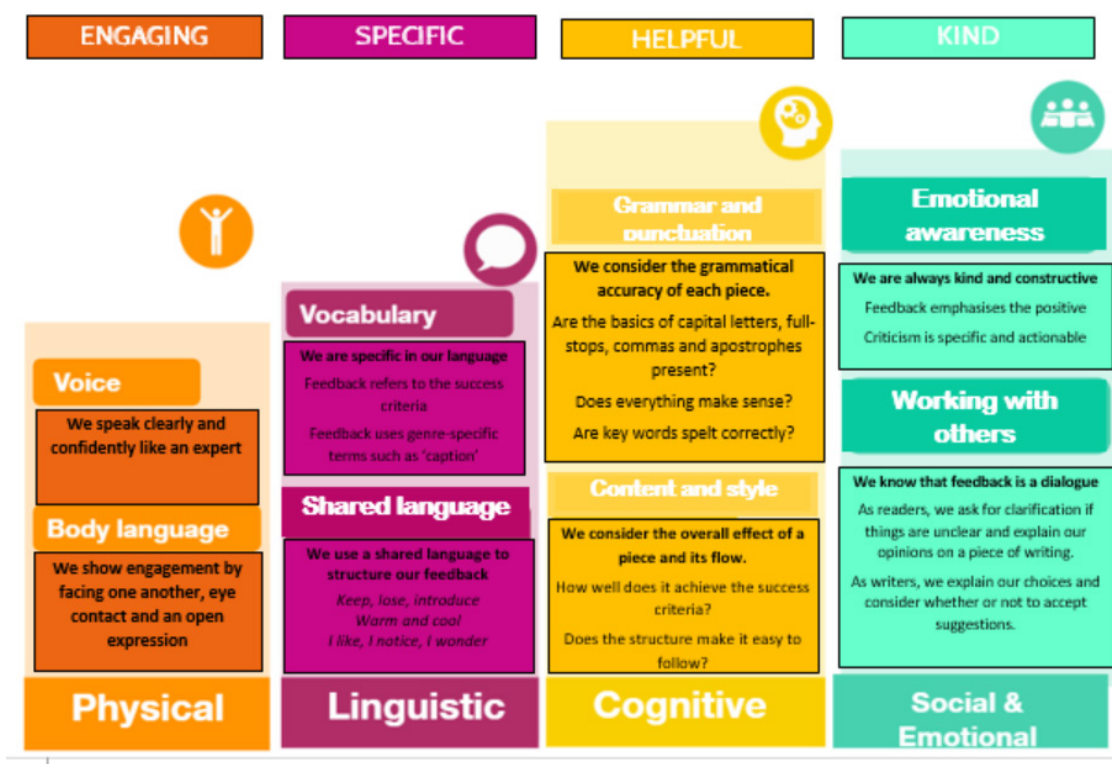 ENGAGING
SPECIFIC
HELPFUL
KIND
Voice
We speak clearly and
confidently like an expert
Body language
We show engagement by
facing one another, eye
contact and an open
expression
Physical
Vocabulary
We are specific in our language
Feedback refers to the success
criteria
Feedback uses genre-specific
terms such as ‘caption’
Shared language
We use a shared language to
structure our feedback
Keep, lose, introduce
Warm and cool
I like, I notice, I wonder
Linguistic
Grammar and
punctuation
We consider the grammatical
accuracy of each piece.
Are the basics of capital letters, full-
stops, commas and apostrophes
present?
Does everything make sense?
Are key words spelt correctly?
Content and style
We consider the overall effect of a
piece and its flow.
How well does it achieve the success
criteria?
Does the structure make it easy to
follow?
Cognitive
Emotional
awareness
We are always kind and constructive
Feedback emphasises the positive
Criticism is specific and actionable
Working with
others
We know that feedback is a dialogue
As readers, we ask for clarification if
things are unclear and explain our
opinions on a piece of writing.
As writers, we explain our choices and
consider whether or not to accept
suggestions.
Social &
Emotional